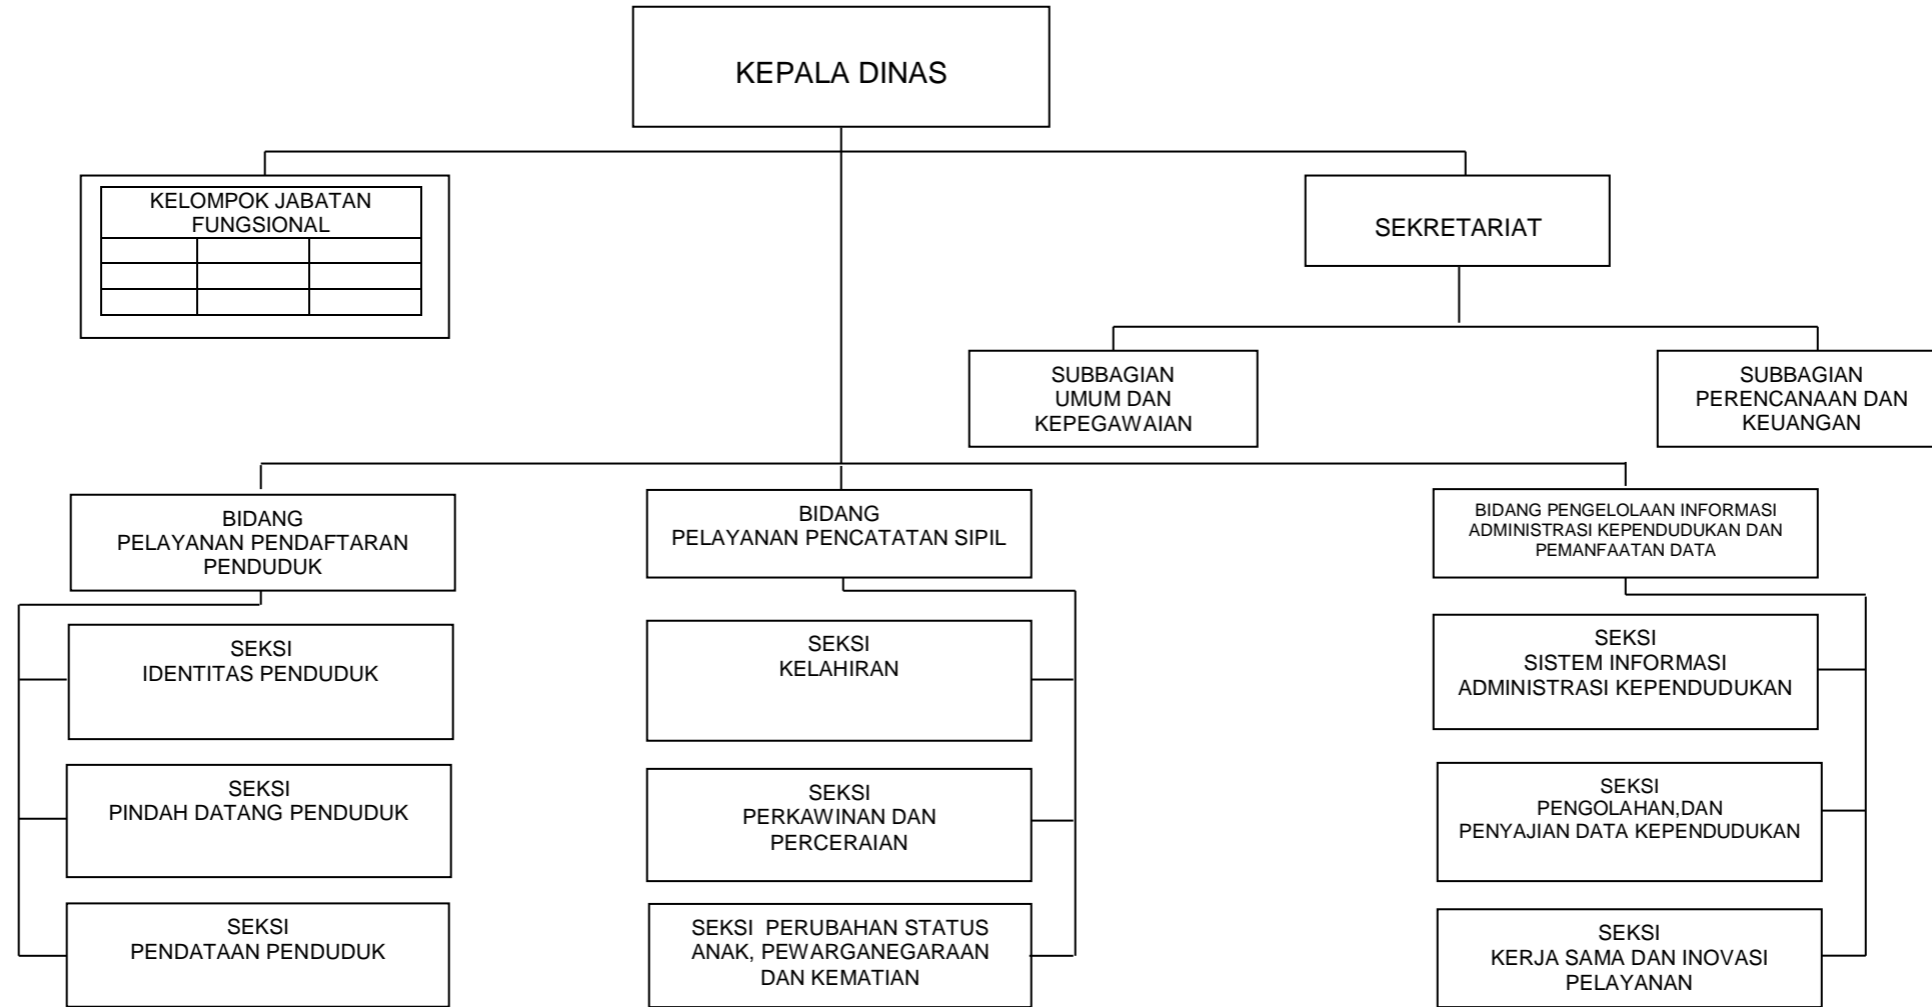 KEPALA DINAS
KELOMPOK JABATAN
FUNGSIONAL
SEKRETARIAT
SUBBAGIAN
UMUM DAN
KEPEGAWAIAN
SUBBAGIAN
PERENCANAAN DAN
KEUANGAN
BIDANG
PELAYANAN PENDAFTARAN
PENDUDUK
BIDANG
PELAYANAN PENCATATAN SIPIL
BIDANG PENGELOLAAN INFORMASI
ADMINISTRASI KEPENDUDUKAN DAN
PEMANFAATAN DATA
SEKSI
IDENTITAS PENDUDUK
SEKSI
KELAHIRAN
SEKSI
SISTEM INFORMASI
ADMINISTRASI KEPENDUDUKAN
SEKSI
PINDAH DATANG PENDUDUK
SEKSI
PERKAWINAN DAN
PERCERAIAN
SEKSI
PENGOLAHAN,DAN
PENYAJIAN DATA KEPENDUDUKAN
SEKSI
PENDATAAN PENDUDUK
SEKSI  PERUBAHAN STATUS
ANAK, PEWARGANEGARAAN
DAN KEMATIAN
SEKSI
KERJA SAMA DAN INOVASI
PELAYANAN